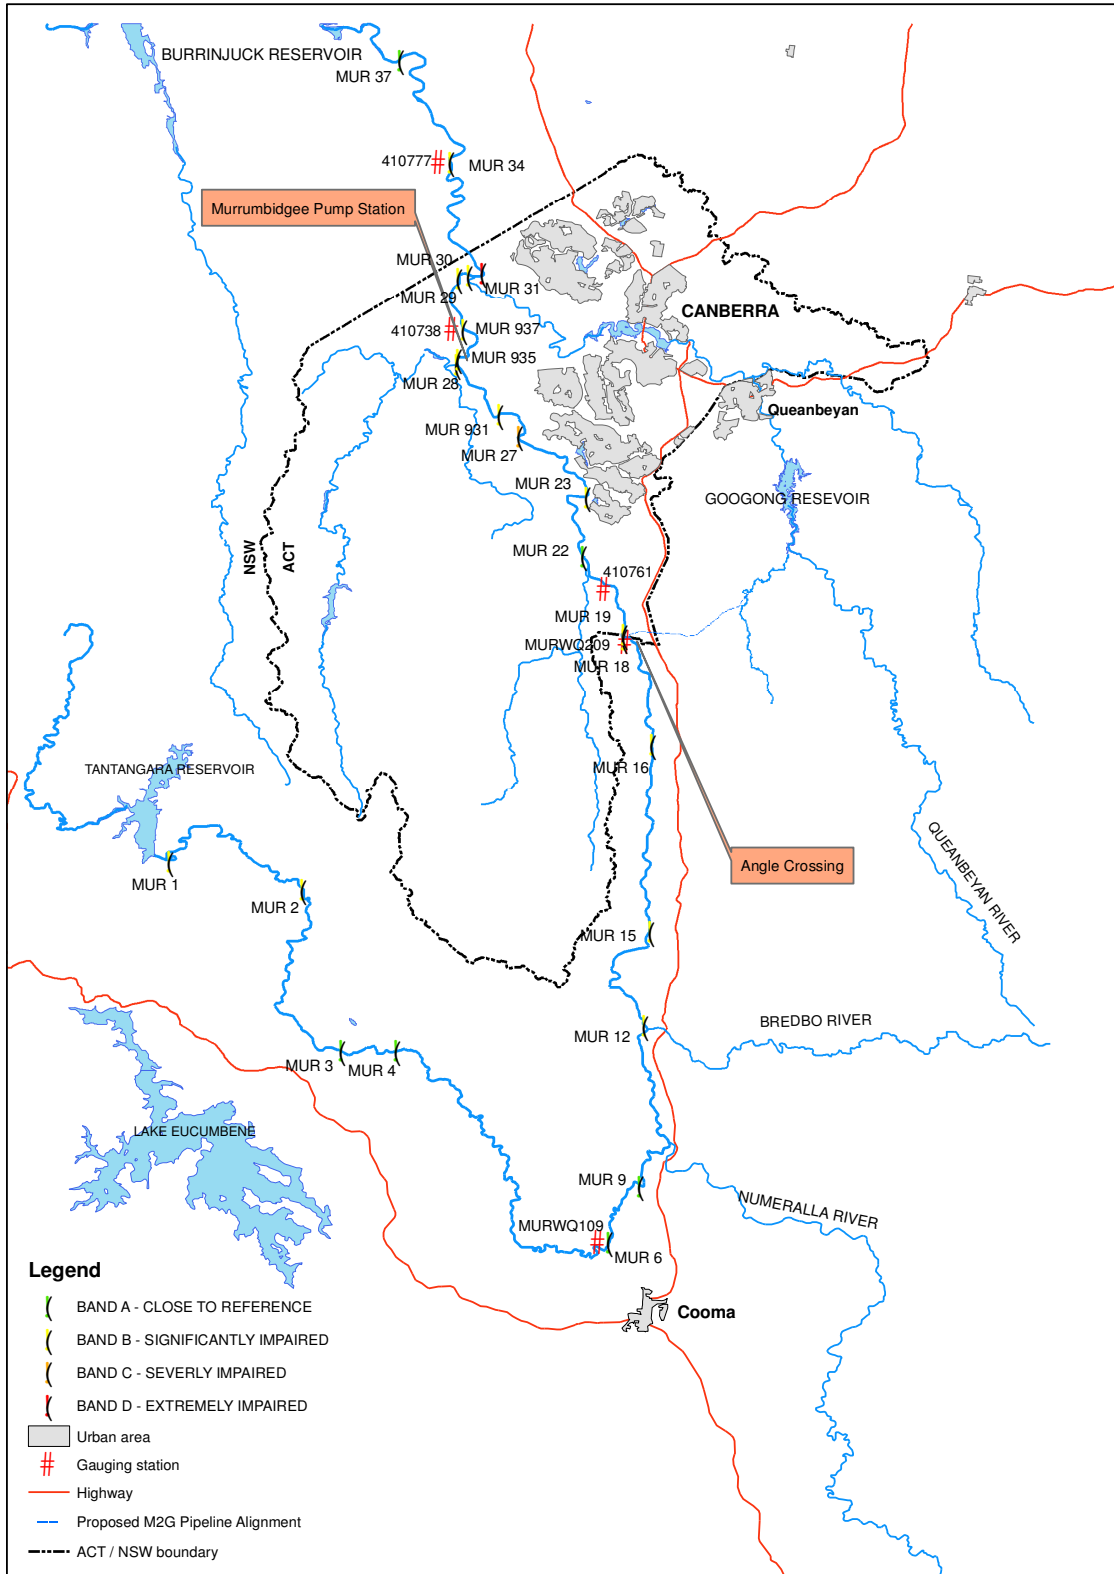 BURRINJUCK RESERVOIR
MUR 37
410777
MUR 34
Murrumbidgee Pump Station
MUR 30
MUR 31
MUR 29
CANBERRA
410738
MUR 937
MUR 935
MUR 28
Queanbeyan
MUR 931
MUR 27
MUR 23
GOOGONG RESEVOIR
NSW
ACT
MUR 22
410761
MUR 19
MURWQ209
MUR 18
TANTANGARA RESERVOIR
MUR 16
Angle Crossing
MUR 1
MUR 2
QUEANBEYAN RIVER
MUR 15
BREDBO RIVER
MUR 12
MUR 3
MUR 4
LAKE EUCUMBENE
MUR 9
NUMERALLA RIVER
MURWQ109
MUR 6
Cooma
Legend
BAND A - CLOSE TO REFERENCE
BAND B - SIGNIFICANTLY IMPAIRED
BAND C - SEVERLY IMPAIRED
BAND D - EXTREMELY IMPAIRED
Urban area
Gauging station
Highway
Proposed M2G Pipeline Alignment
ACT / NSW boundary